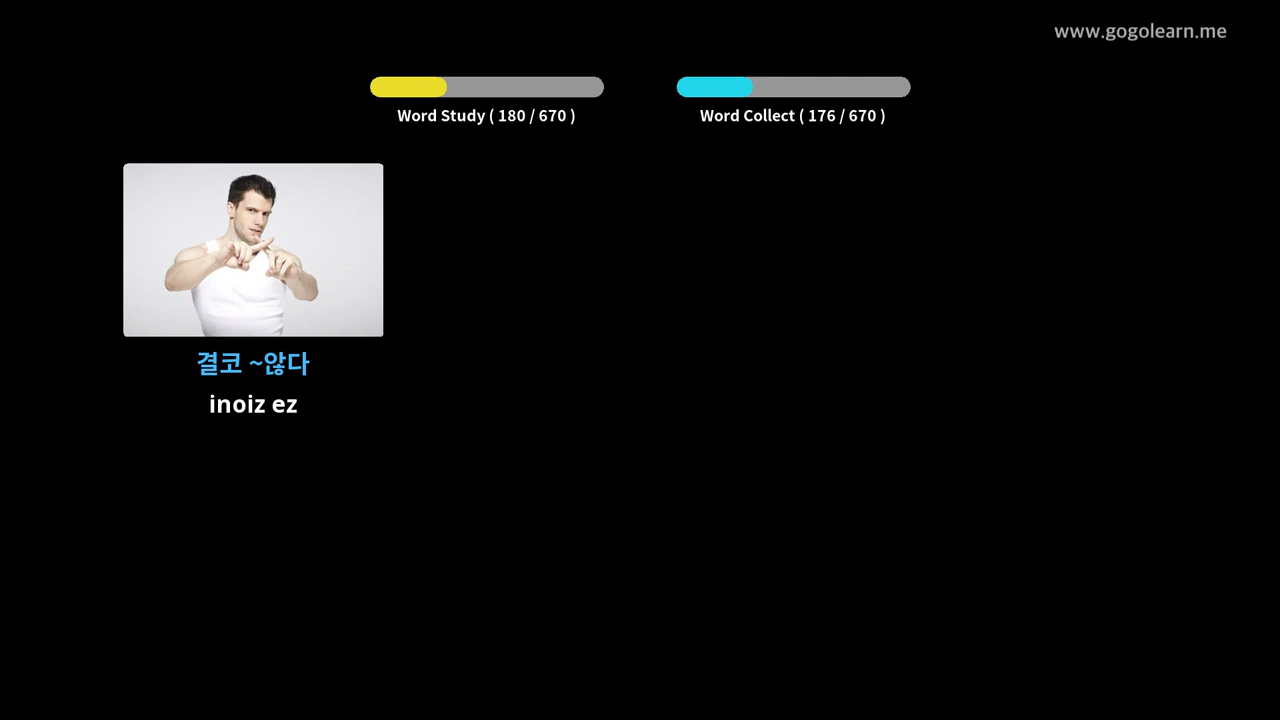 www.gogolearn.me
Word Study ( 180 / 670 )
Word Collect ( 176 / 670 )
결코 ~않다
inoiz ez